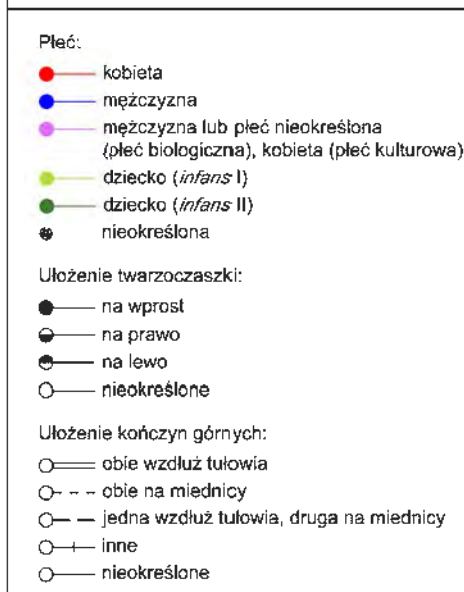 Płeć:
kobieta
mężczyzna
mężczyzna lub płeć nieokreślona
(płeć biologiczna), kobieta (płeć kulturowa)
dziecko (infans I)
dziecko (infans II)
nieokreślona
Ułożenie twarzoczaszki:
na wprost
na prawo
na lewo
nieokreślone
Ułożenie kończyn górnych:
obie wzdłuż tułowia
obie na miednicy
jedna wzdłuż tułowia, druga na miednicy
inne
nieokreślone